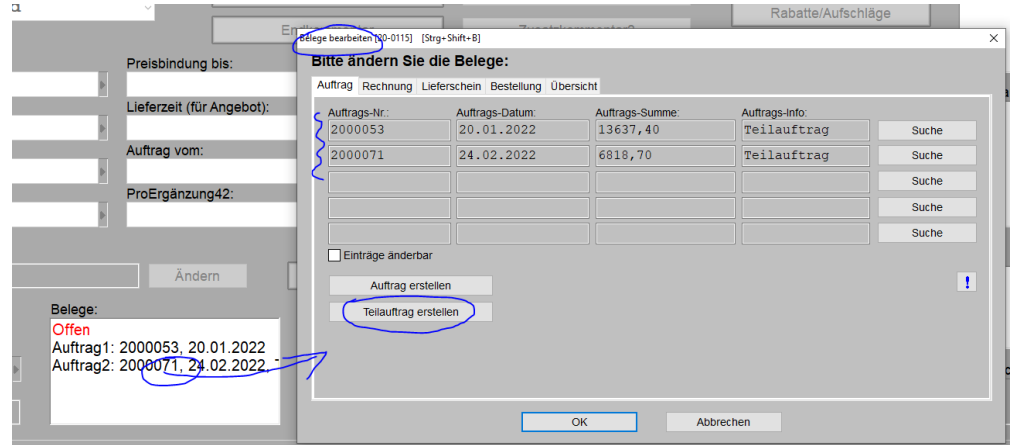 Rabatte/Aufschläge
Belege bearbeiten [20-0115] [Strg+Shift+B]
Bitte ändern Sie die Belege:
Preisbindung bis:
Auftrag Rechnung Lieferschein Bestellung Übersicht
Lieferzeit (für Angebot):
Auftrags-Nr.: Auftrags-Datum: Auftrags-Summe: Auftrags-Info:
2000053 20.01.2022 13637,40 Teilauftrag Suche
Auftrag vom:
2000071 24.02.2022 6818,70 Teilauftrag Suche
Suche
ProErgänzung42:
Suche
Suche
Einträge änderbar
Ändern
Auftrag erstellen
!
Belege:
Teilauftrag erstellen
Offen
Auftrag1: 2000053, 20.01.2022
Auftrag2: 2000071, 24.02.2022,
OK Abbrechen